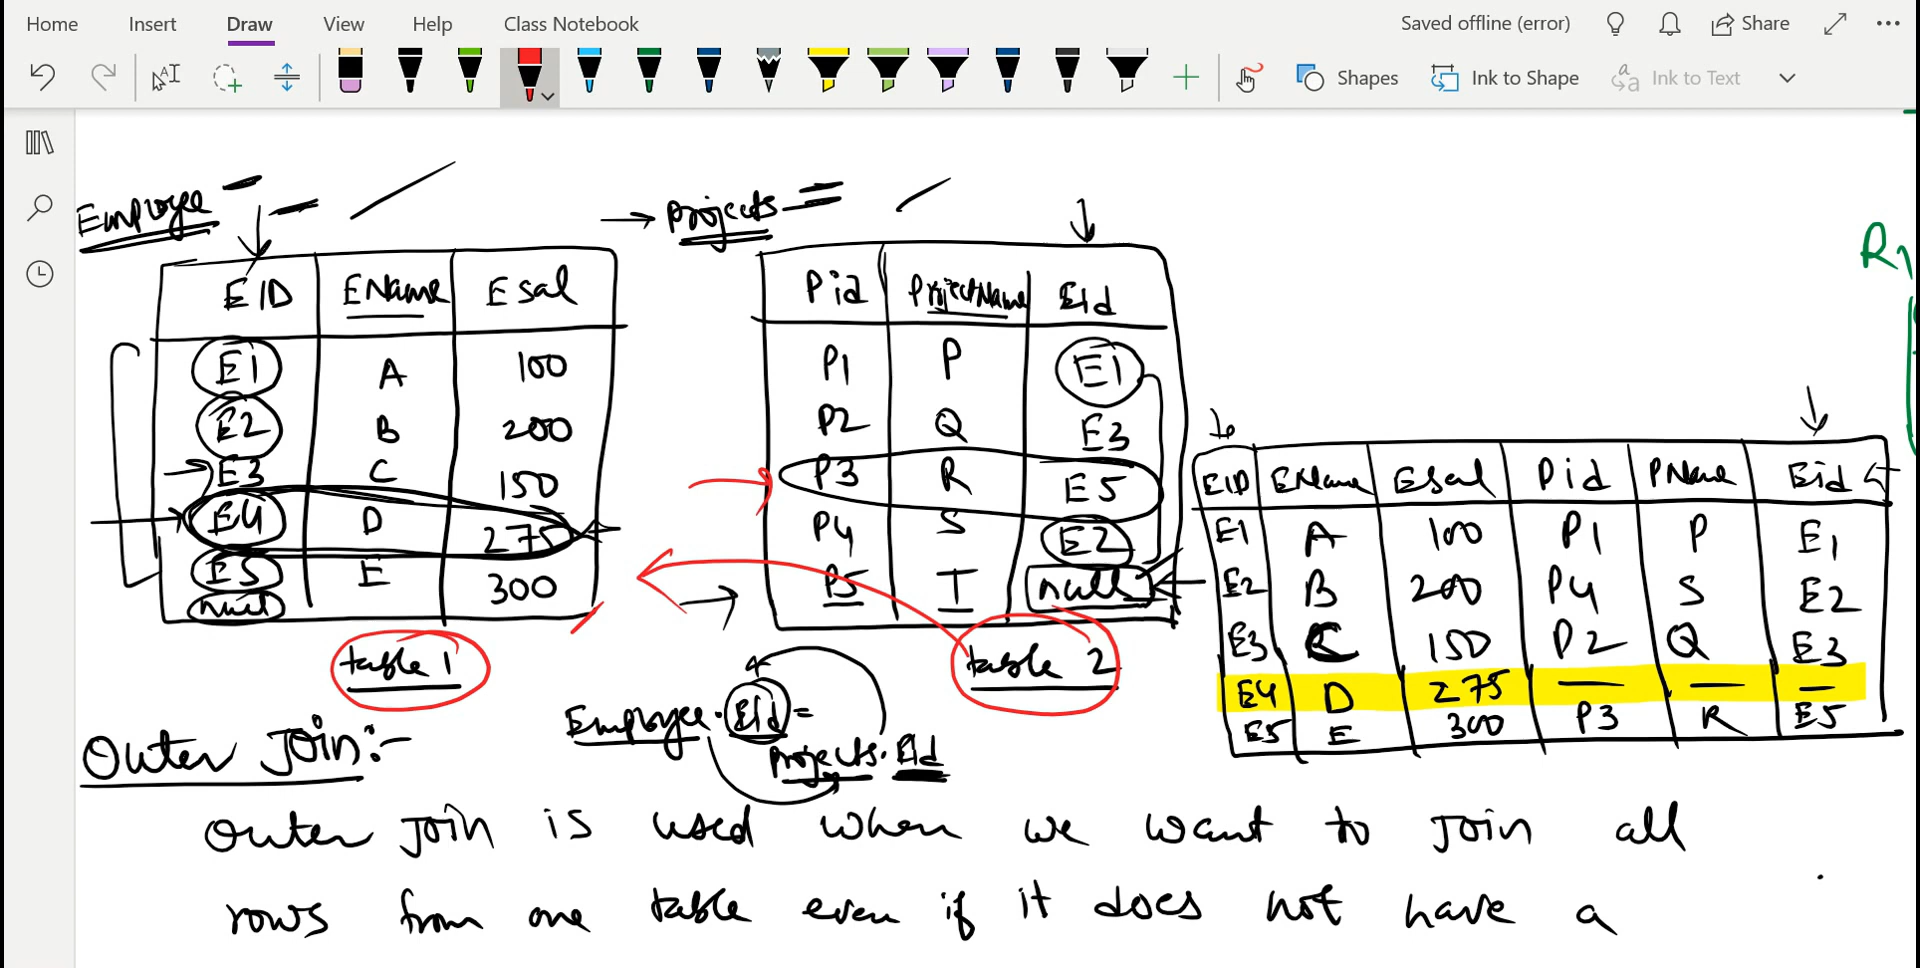 Home Insert Draw View Help Class Notebook Saved offline (error) Share
Shapes Ink to Shape Ink to Text
Employee
Projects
EID EName Esal
E1 A 100
E2 B 200
E3 C 150
E4 D 275
E5 E 300
null
table 1
Pid ProjectName Eid
P1 P E1
P2 Q E3
P3 R E5
P4 S E2
P5 T null
table 2
EID EName Esal Pid PName Eid
E1 A 100 P1 P E1
E2 B 200 P4 S E2
E3 C 150 P2 Q E3
E4 D 275 — — —
E5 E 300 P3 R E5
Employee.Eid=
Projects.Eid
Outer Join:-
Outer Join is used when we want to Join all
rows from one table even if it does not have a